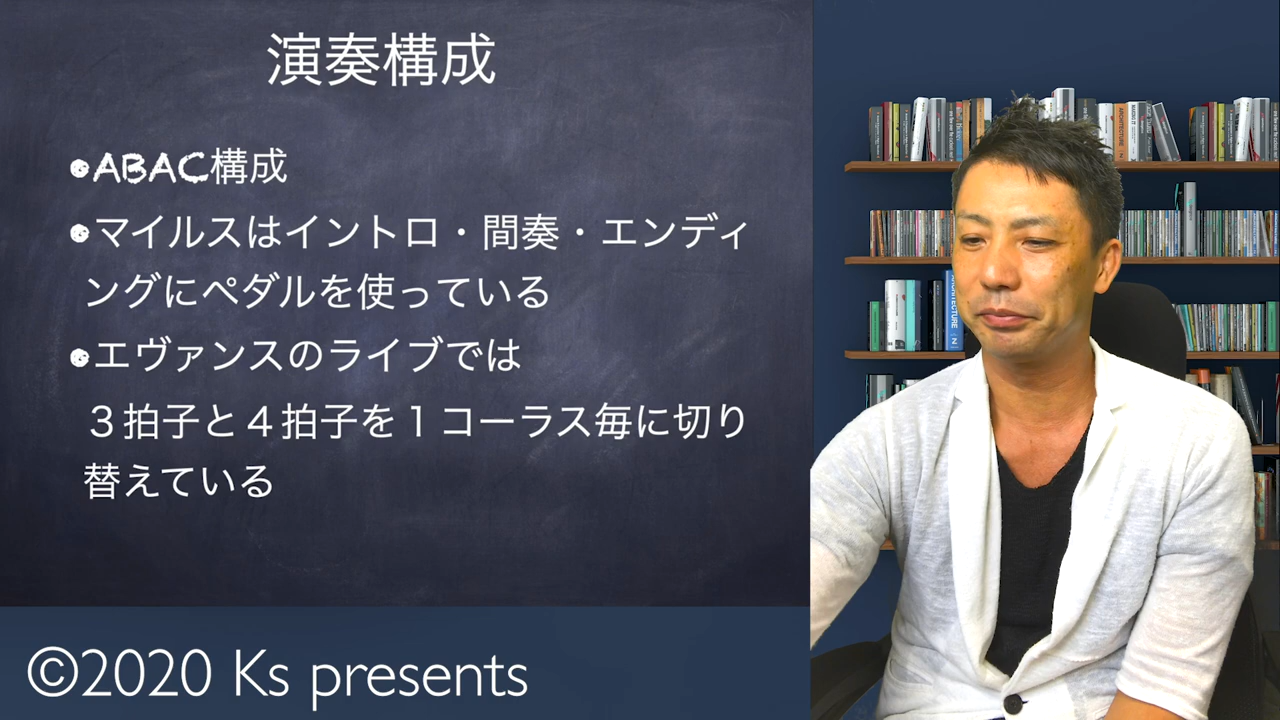 演奏構成
•ABAC構成
•マイルスはイントロ・間奏・エンディ
ングにペダルを使っている
•エヴァンスのライブでは
３拍子と４拍子を１コーラス毎に切り
替えている
©2020 Ks presents
ARCHITECTURE